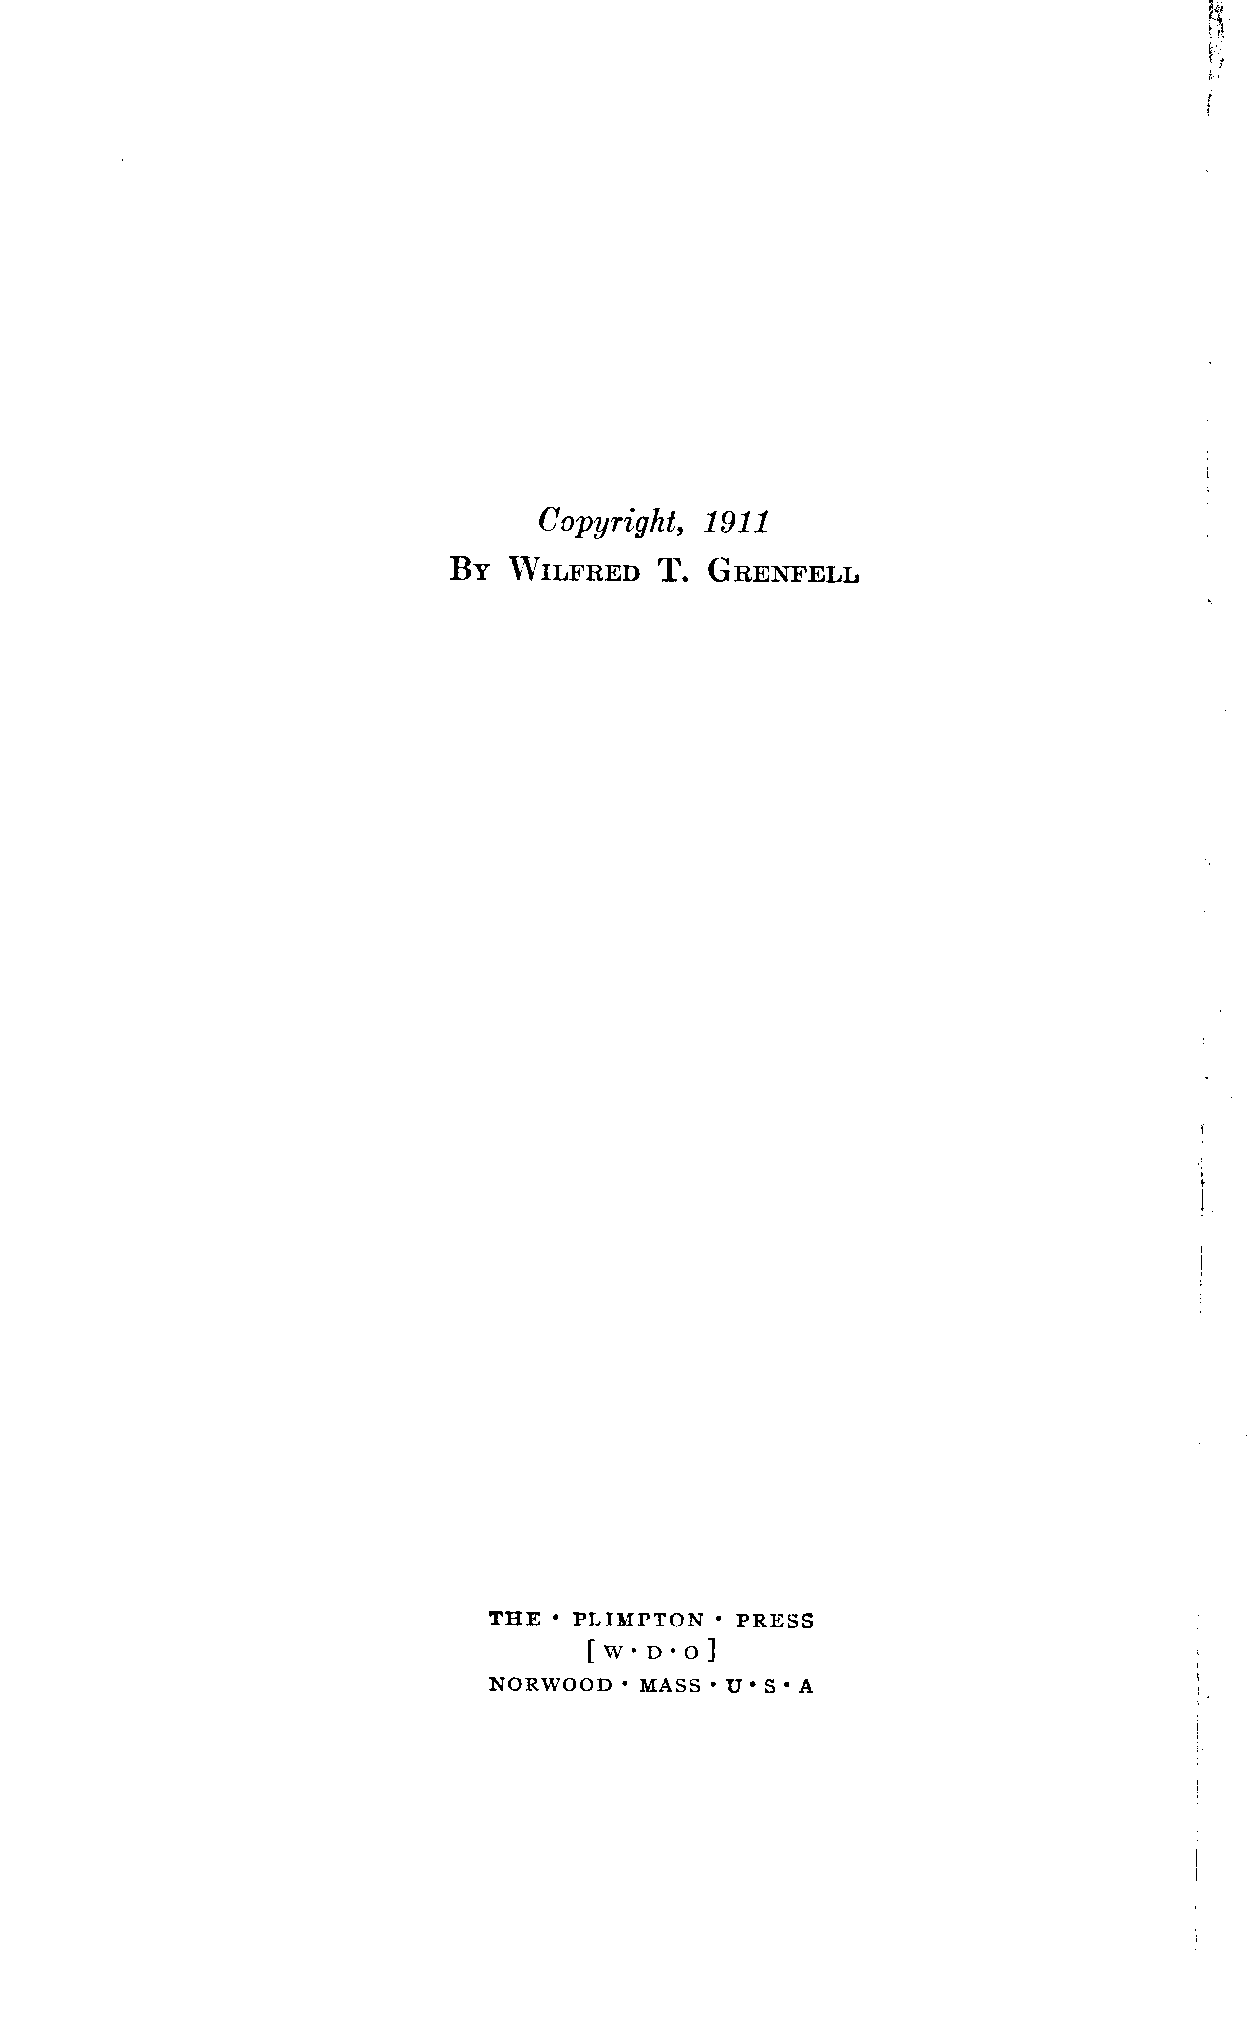 Copyright, 1911
By Wilfred T. Grenfell
THE • PLIMPTON • PRESS
[ W • D • O ]
NORWOOD • MASS • U • S • A